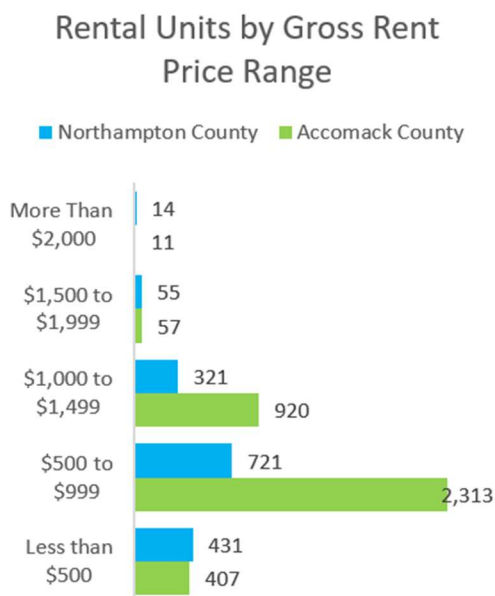 Rental Units by Gross Rent
Price Range
Northampton County Accomack County
More Than
$2,000
14
11
$1,500 to
$1,999
55
57
$1,000 to
$1,499
321
920
$500 to
$999
721
2,313
Less than
$500
431
407